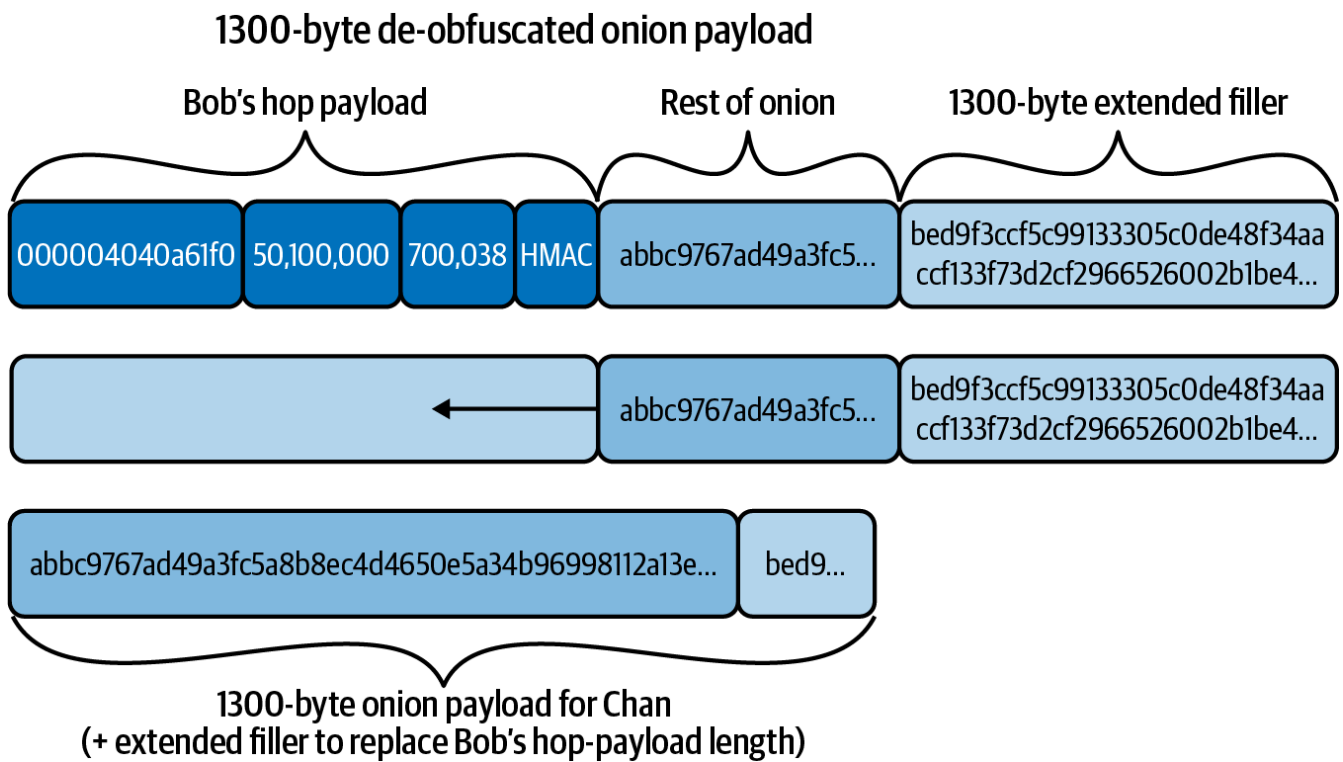 1300-byte de-obfuscated onion payload
Bob's hop payload
Rest of onion
1300-byte extended filler
000004040a61f0
50,100,000
700,038
HMAC
abbc9767ad49a3fc5...
bed9f3ccf5c99133305c0de48f34aa
ccf133f73d2cf2966526002b1be4...
abbc9767ad49a3fc5...
bed9f3ccf5c99133305c0de48f34aa
ccf133f73d2cf2966526002b1be4...
abbc9767ad49a3fc5a8b8ec4d4650e5a34b96998112a13e...
bed9...
1300-byte onion payload for Chan
(+ extended filler to replace Bob's hop-payload length)